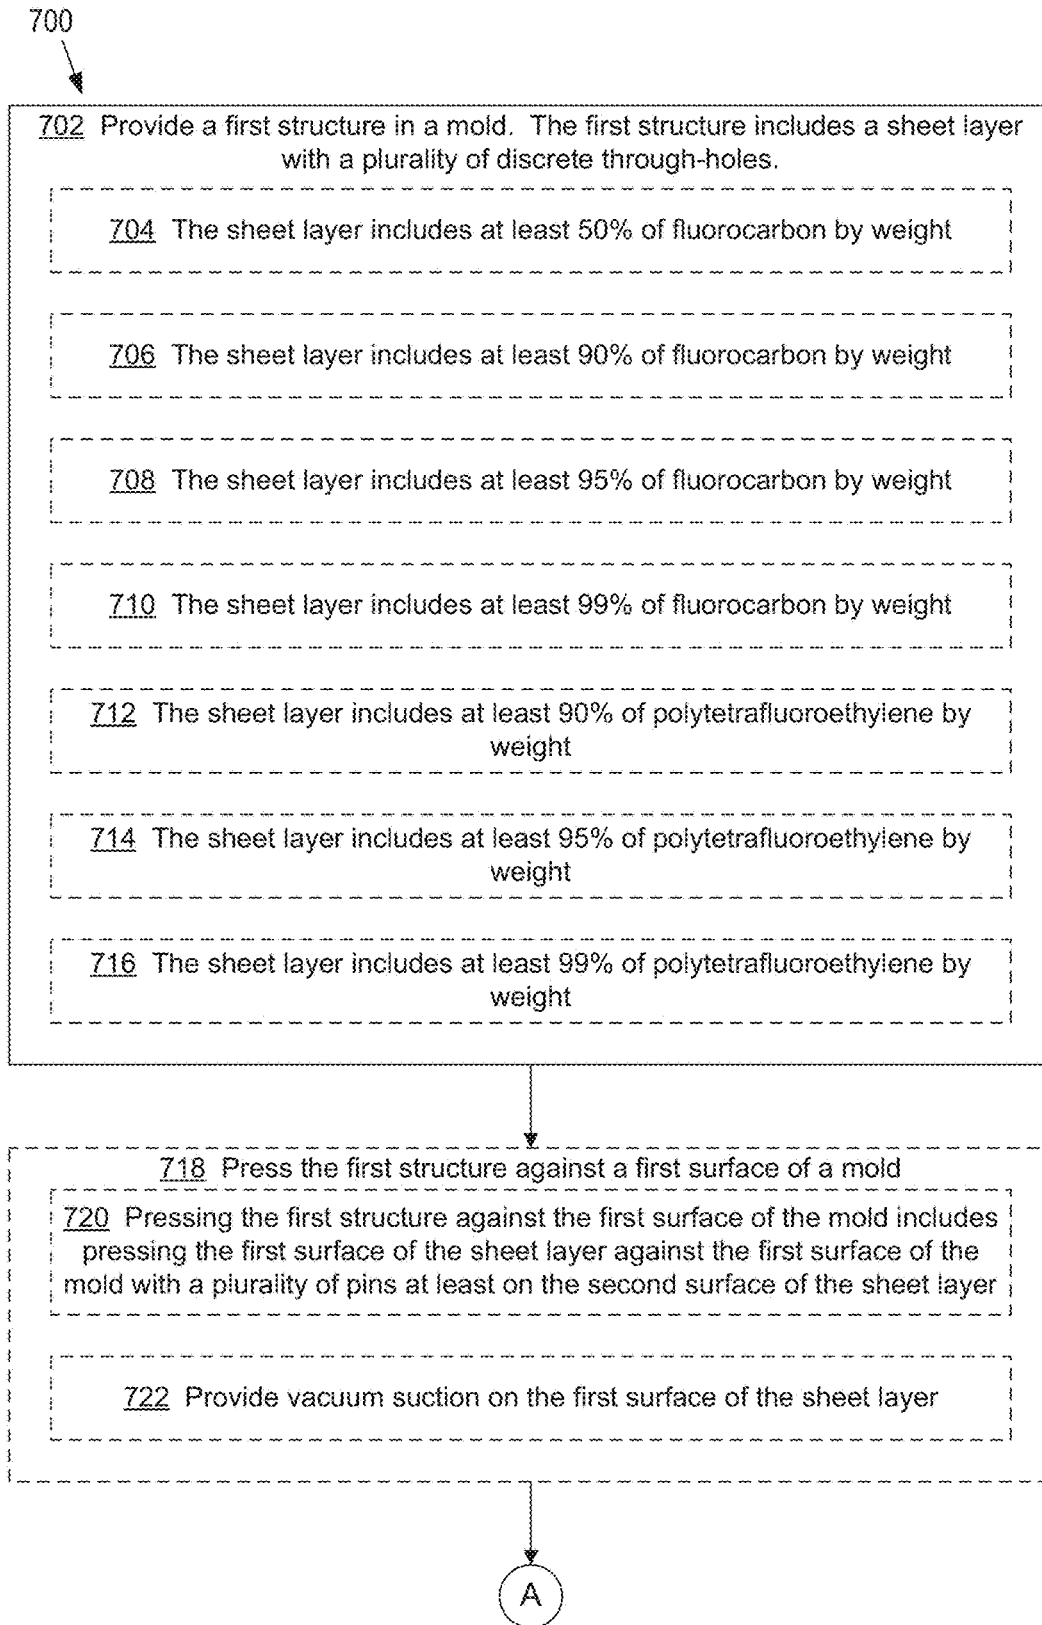 700
702 Provide a first structure in a mold. The first structure includes a sheet layer
with a plurality of discrete through-holes.
704 The sheet layer includes at least 50% of fluorocarbon by weight
706 The sheet layer includes at least 90% of fluorocarbon by weight
708 The sheet layer includes at least 95% of fluorocarbon by weight
710 The sheet layer includes at least 99% of fluorocarbon by weight
712 The sheet layer includes at least 90% of polytetrafluoroethylene by
weight
714 The sheet layer includes at least 95% of polytetrafluoroethylene by
weight
716 The sheet layer includes at least 99% of polytetrafluoroethylene by
weight
718 Press the first structure against a first surface of a mold
720 Pressing the first structure against the first surface of the mold includes
pressing the first surface of the sheet layer against the first surface of the
mold with a plurality of pins at least on the second surface of the sheet layer
722 Provide vacuum suction on the first surface of the sheet layer
A